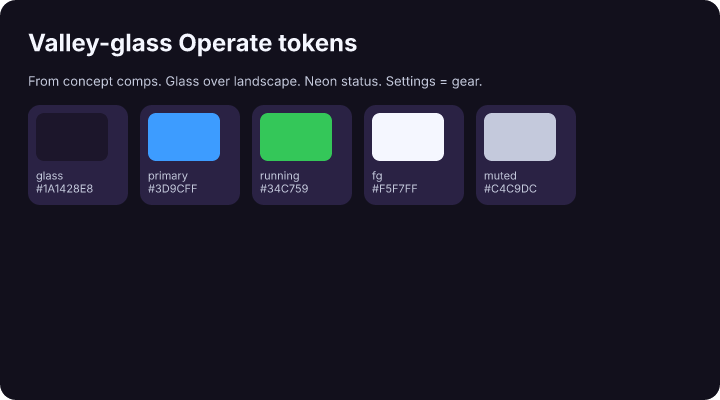 Valley-glass Operate tokens
From concept comps. Glass over landscape. Neon status. Settings = gear.
glass
#1A1428E8
primary
#3D9CFF
running
#34C759
fg
#F5F7FF
muted
#C4C9DC